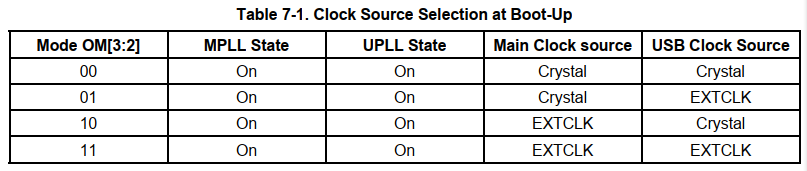 Table 7-1. Clock Source Selection at Boot-Up
Mode OM[3:2] MPLL State UPLL State Main Clock source USB Clock Source
00 On On Crystal Crystal
01 On On Crystal EXTCLK
10 On On EXTCLK Crystal
11 On On EXTCLK EXTCLK